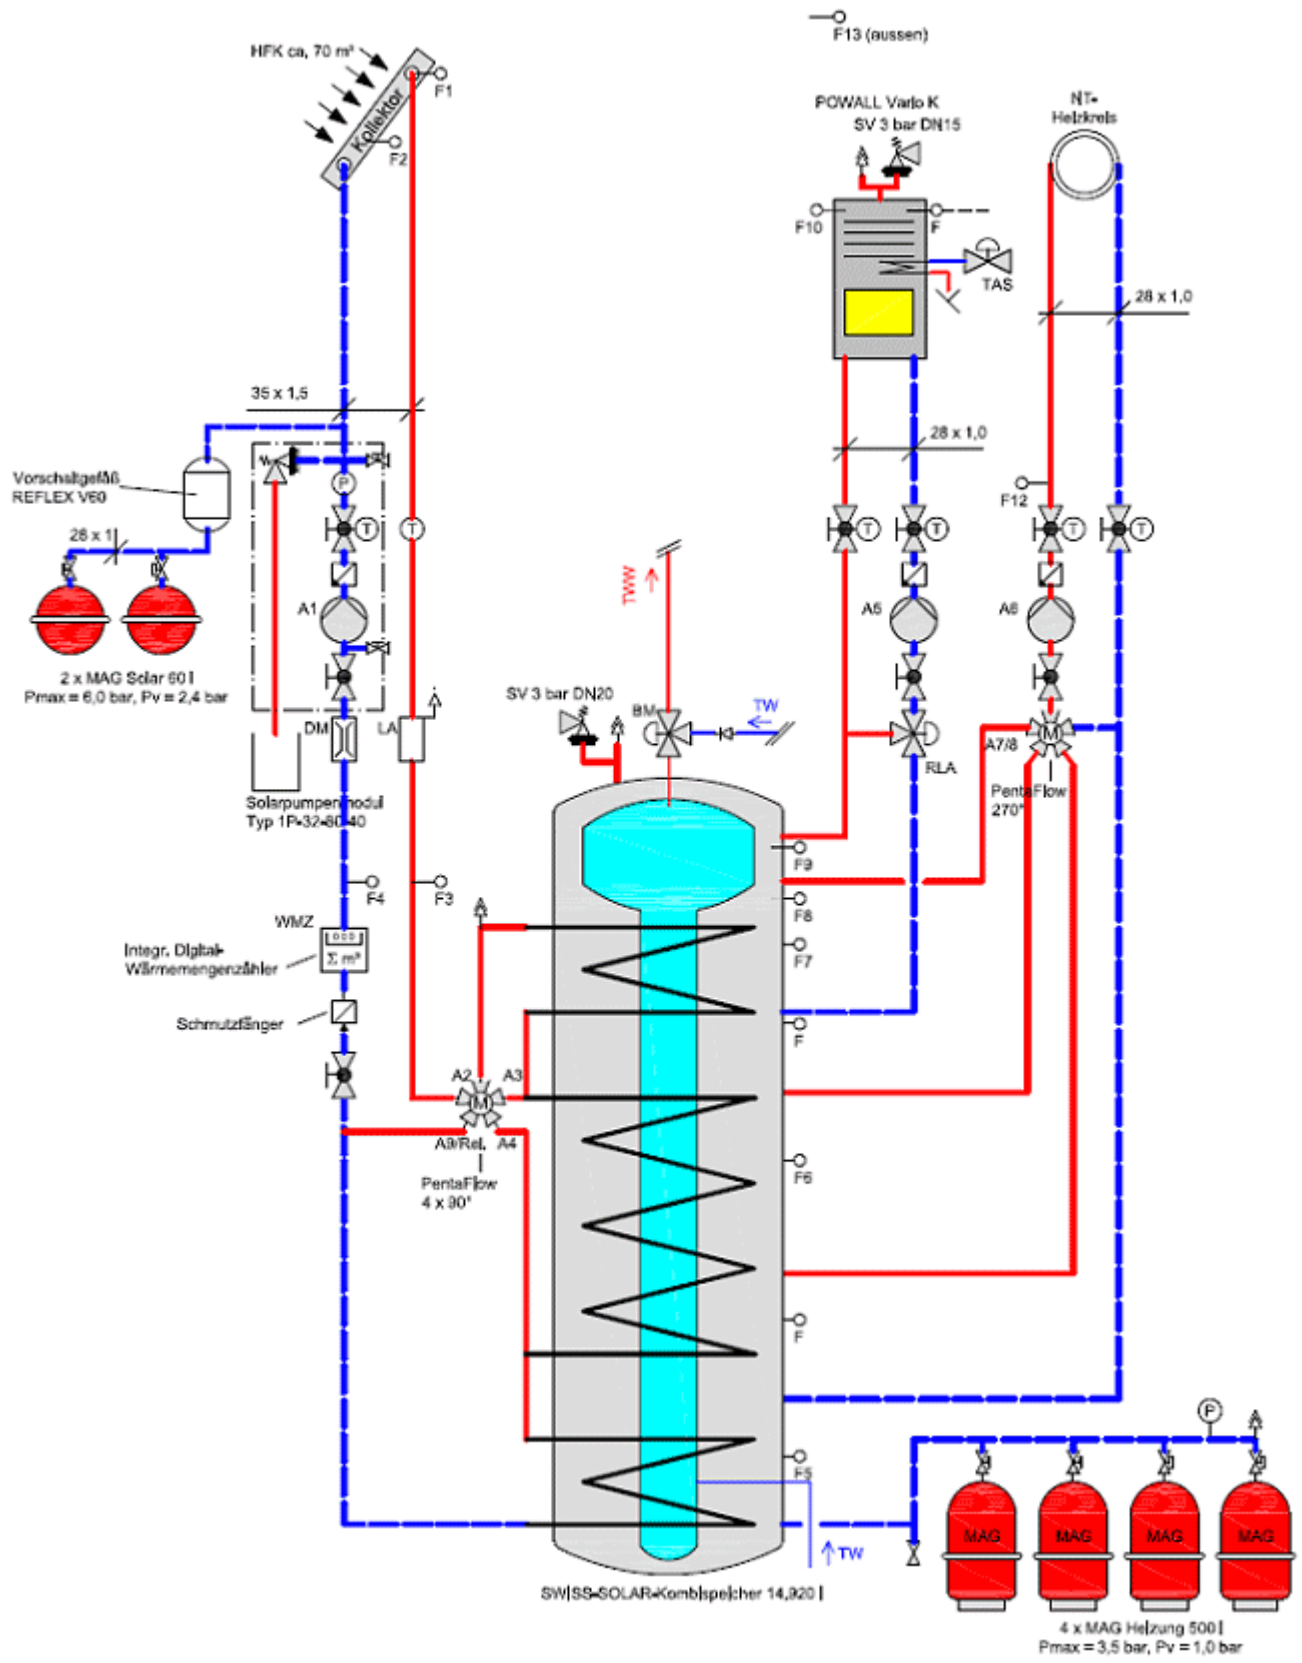 HFK ca, 70 m²
F1
Kollektor
F2
F13 (aussen)
POWALL Vario K
SV 3 bar DN15
NT-
Heizkreis
F10
F
TAS
28 x 1,0
35 x 1,5
28 x 1,0
Vorschaltgefäß
REFLEX V60
P
F12
28 x 1
T
T
T
T
T
T
A1
TWW
A5
A6
2 x MAG Solar 60 l
Pmax = 6,0 bar, Pv = 2,4 bar
SV 3 bar DN20
BM
TW
DM
LA
M
A7/8
RLA
PentaFlow
270°
Solarpumpenmodul
Typ 1P-32-80/40
F9
F4
F3
F8
WMZ
Integr. Digital-
Wärmemengenzähler
Σ m³
F7
Schmutzfänger
F
A2
A3
M
A9/Rel.
A4
PentaFlow
4 x 90°
F6
F
P
F5
MAG
MAG
MAG
MAG
TW
SWISS-SOLAR-Kombispeicher 14,920 l
4 x MAG Heizung 500 l
Pmax = 3,5 bar, Pv = 1,0 bar